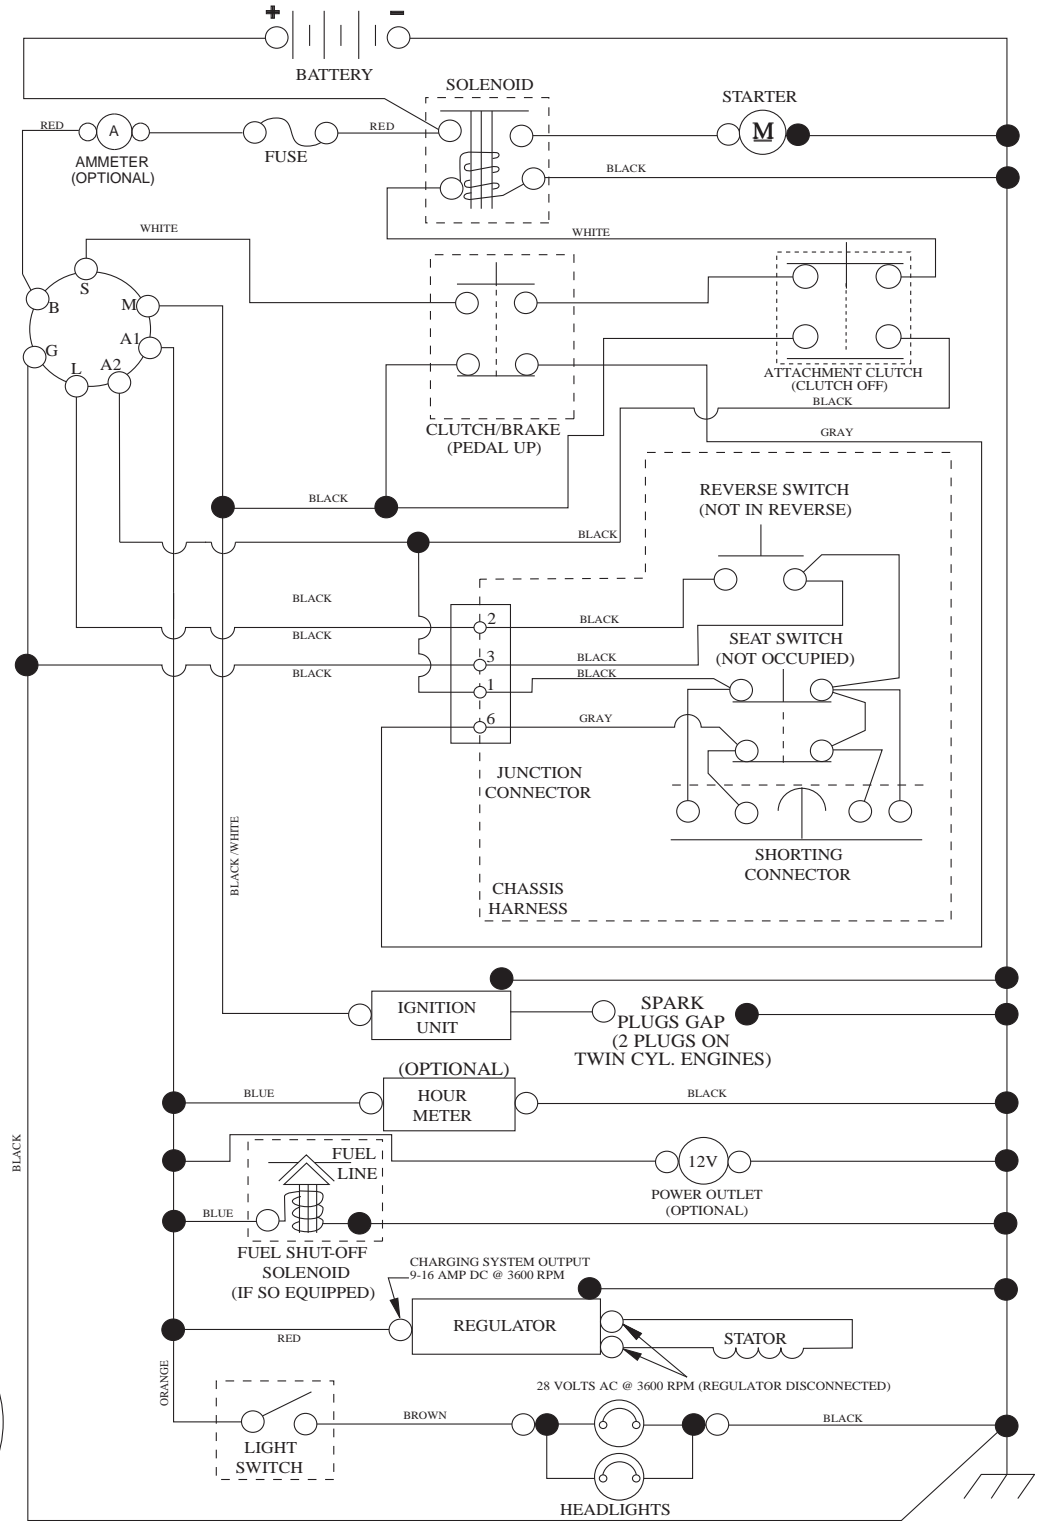 + -
BATTERY
SOLENOID
STARTER
RED
A
RED
M
AMMETER
(OPTIONAL)
FUSE
BLACK
WHITE
WHITE
S
B
M
G
A1
L
A2
ATTACHMENT CLUTCH
(CLUTCH OFF)
BLACK
CLUTCH/BRAKE
(PEDAL UP)
GRAY
REVERSE SWITCH
(NOT IN REVERSE)
BLACK
BLACK
BLACK
2
BLACK
BLACK
SEAT SWITCH
(NOT OCCUPIED)
3
BLACK
BLACK
BLACK
1
6
GRAY
JUNCTION
CONNECTOR
BLACK /WHITE
SHORTING
CONNECTOR
CHASSIS
HARNESS
IGNITION
UNIT
SPARK
PLUGS GAP
(2 PLUGS ON
TWIN CYL. ENGINES)
(OPTIONAL)
HOUR
METER
BLUE
BLACK
BLACK
FUEL
LINE
12V
POWER OUTLET
(OPTIONAL)
BLUE
FUEL SHUT-OFF
SOLENOID
(IF SO EQUIPPED)
CHARGING SYSTEM OUTPUT
9-16 AMP DC @ 3600 RPM
REGULATOR
STATOR
RED
28 VOLTS AC @ 3600 RPM (REGULATOR DISCONNECTED)
ORANGE
BROWN
BLACK
LIGHT
SWITCH
HEADLIGHTS